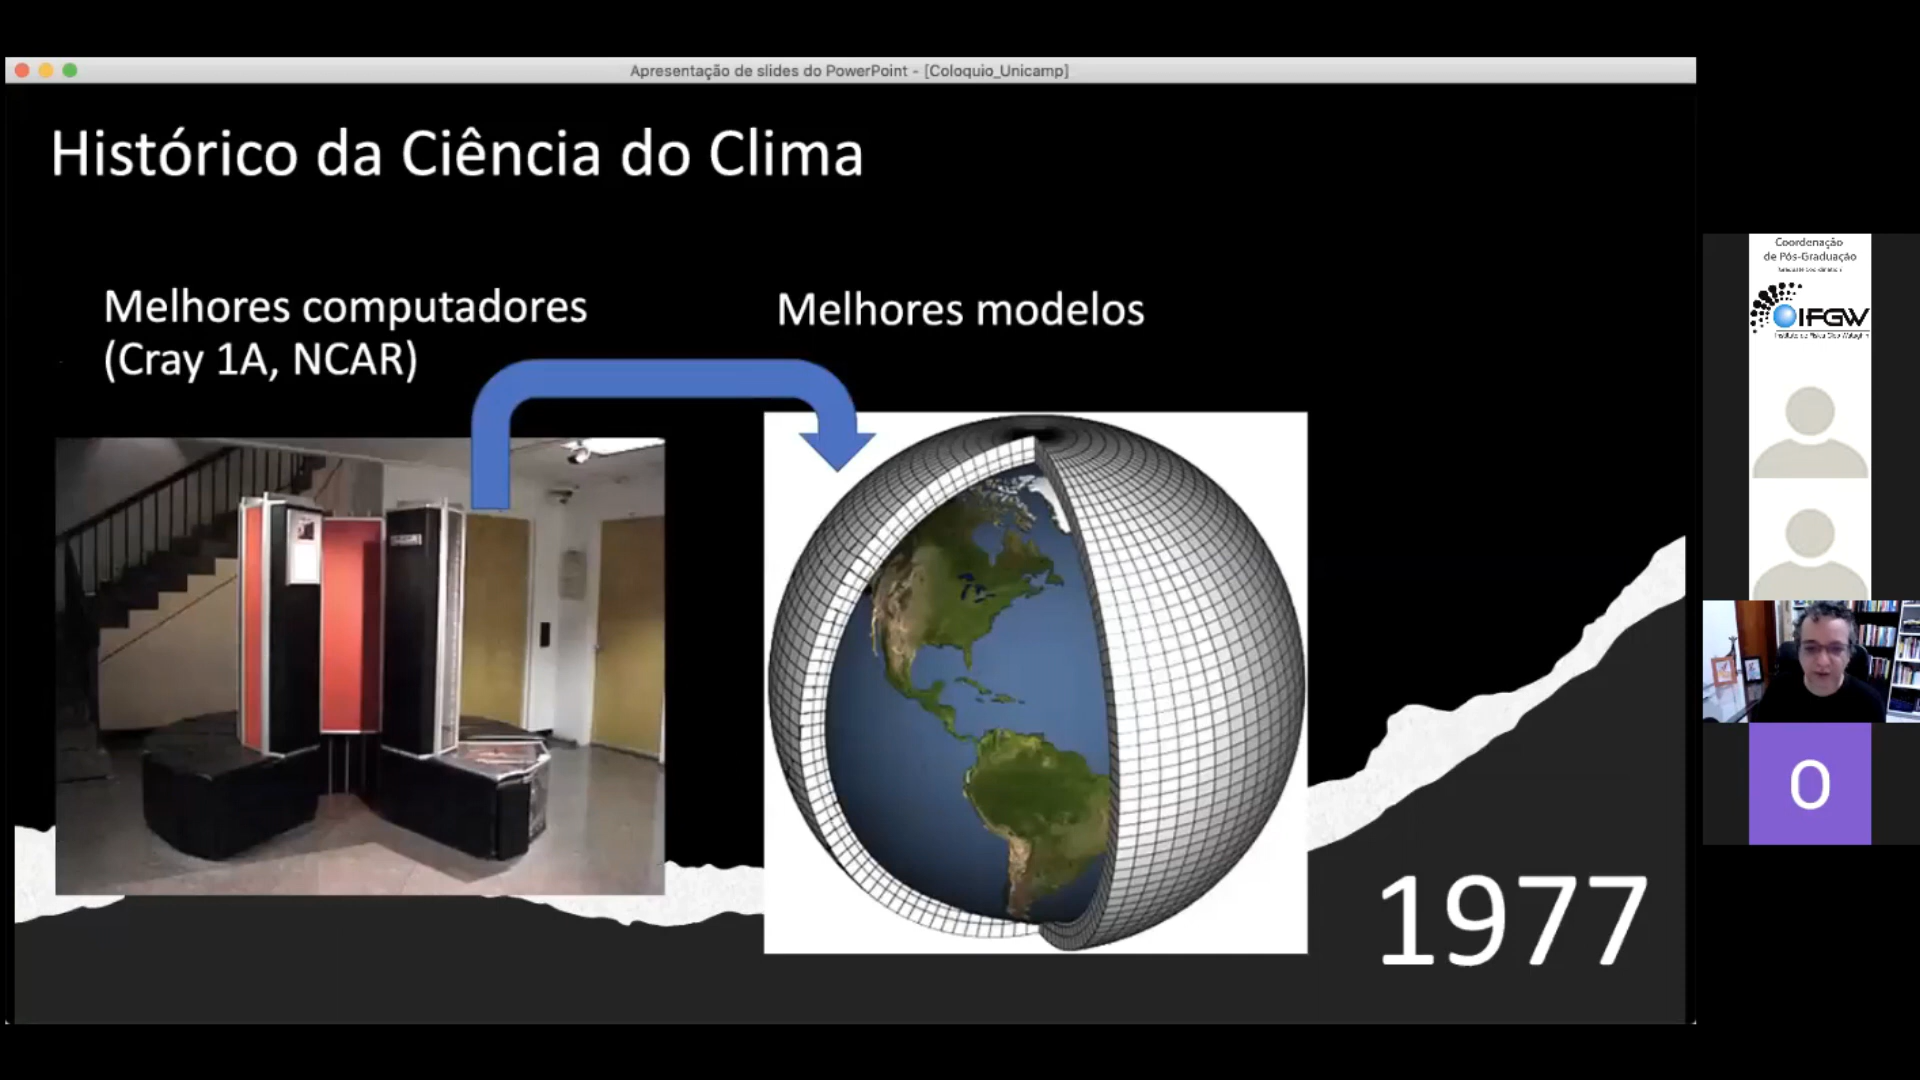 Apresentação de slides do PowerPoint - [Coloquio_Unicamp]
Histórico da Ciência do Clima
Melhores computadores
(Cray 1A, NCAR)
Melhores modelos
1977
Coordenação
de Pós-Graduação
IFGW
O